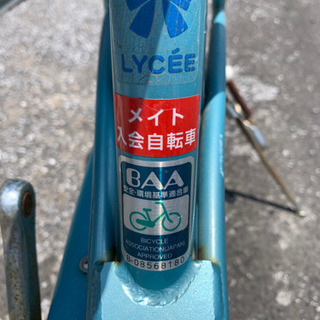 LYCÉE
メイト
入会自転車
BAA
安全・環境基準適合車
BICYCLE
ASSOCIATION(JAPAN)
APPROVED
B-08568180